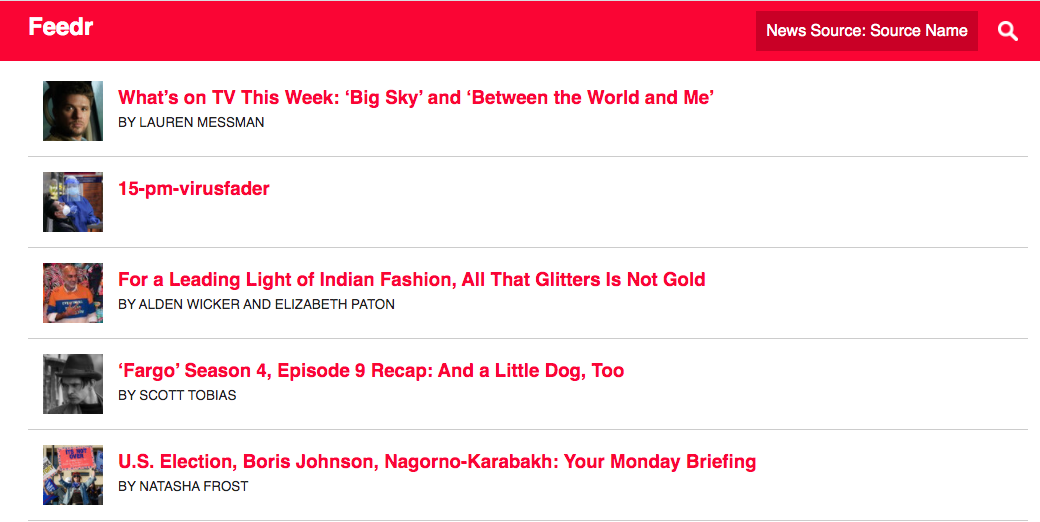 Feedr
News Source: Source Name
What's on TV This Week: ‘Big Sky’ and ‘Between the World and Me’
BY LAUREN MESSMAN
15-pm-virusfader
For a Leading Light of Indian Fashion, All That Glitters Is Not Gold
BY ALDEN WICKER AND ELIZABETH PATON
‘Fargo’ Season 4, Episode 9 Recap: And a Little Dog, Too
BY SCOTT TOBIAS
U.S. Election, Boris Johnson, Nagorno-Karabakh: Your Monday Briefing
BY NATASHA FROST